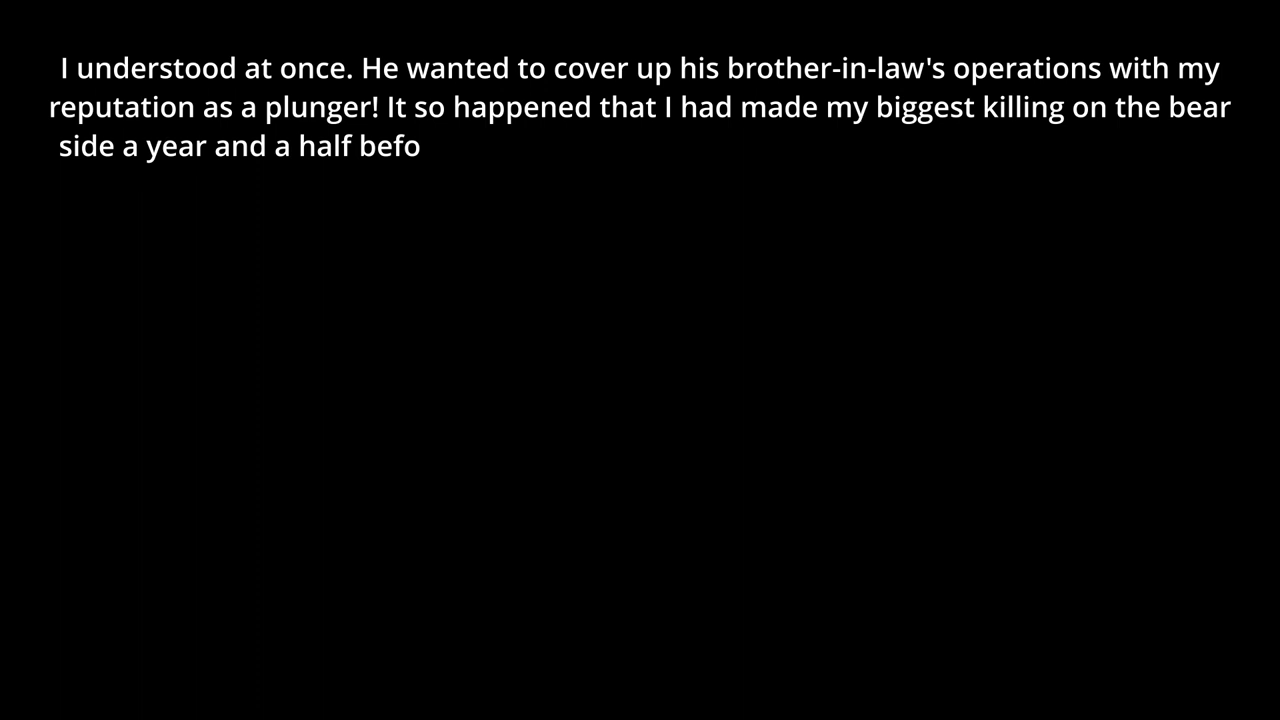 I understood at once. He wanted to cover up his brother-in-law's operations with my
reputation as a plunger! It so happened that I had made my biggest killing on the bear
side a year and a half befo